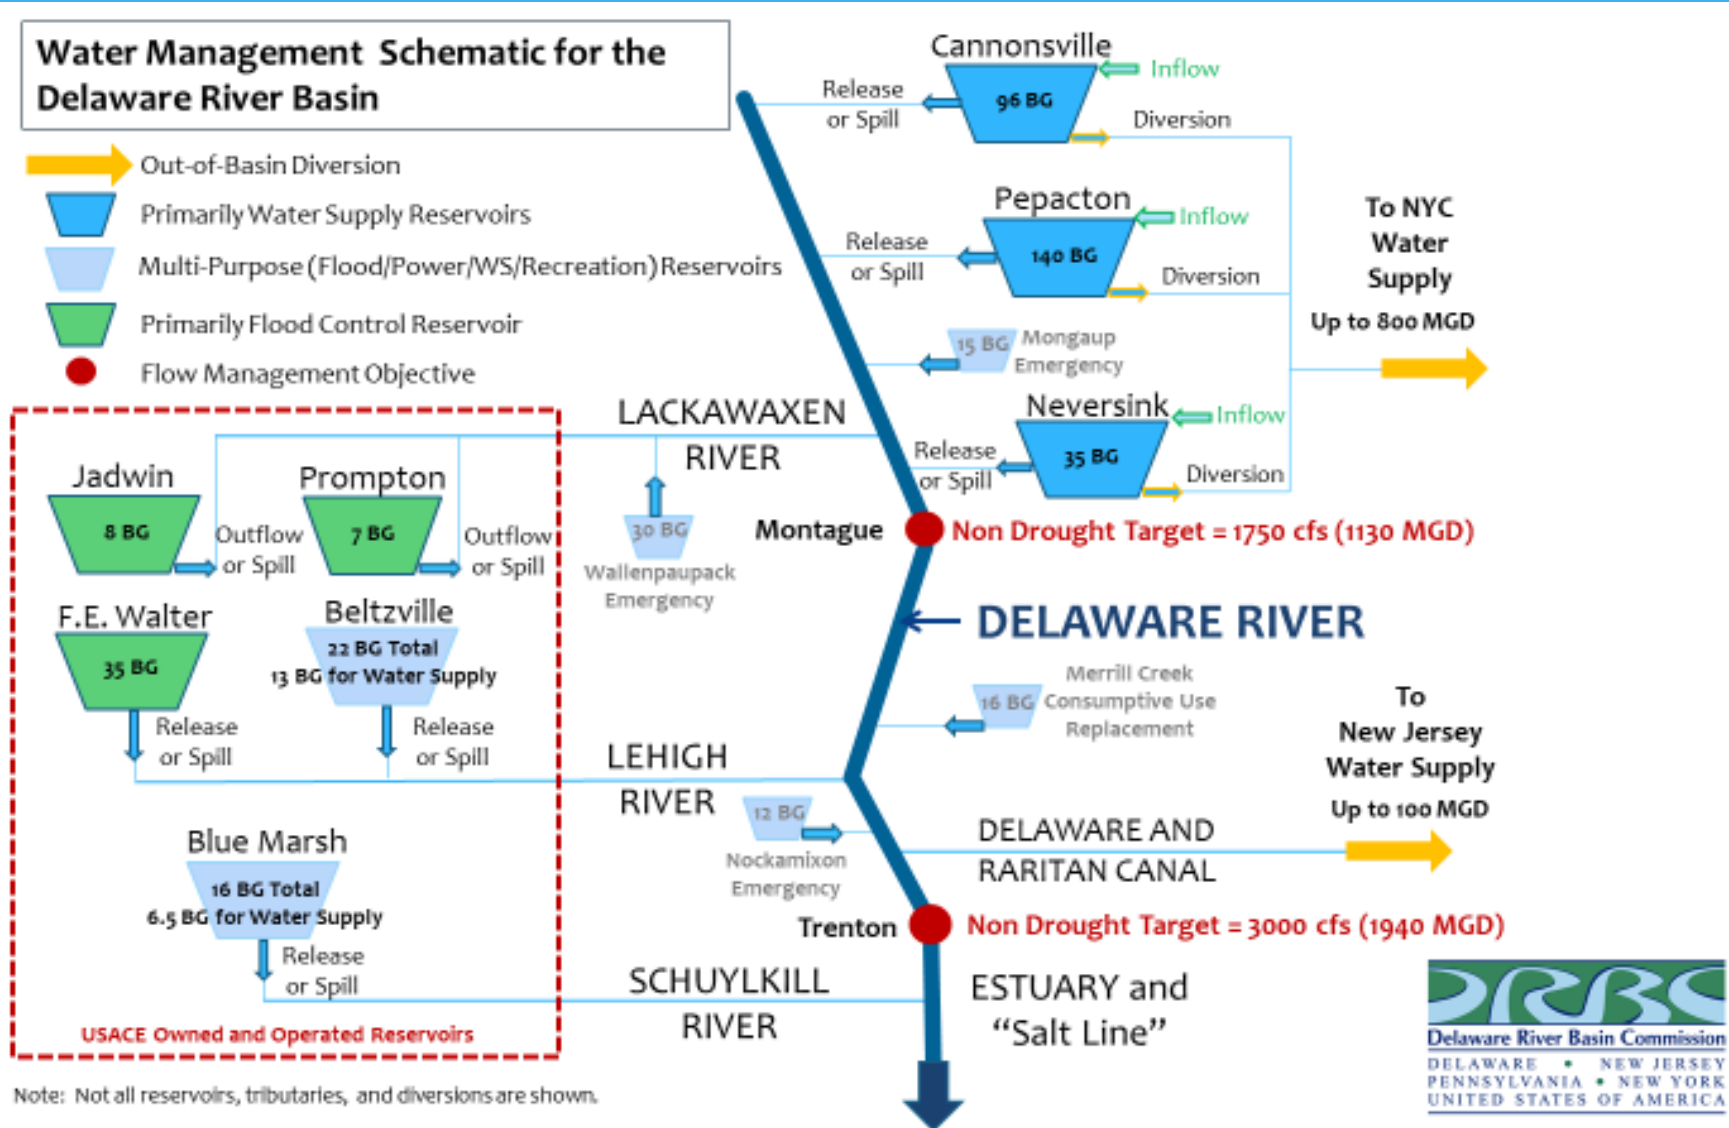 Water Management Schematic for the
Delaware River Basin
Out-of-Basin Diversion
Primarily Water Supply Reservoirs
Multi-Purpose (Flood/Power/WS/Recreation) Reservoirs
Primarily Flood Control Reservoir
Flow Management Objective
Cannonsville
96 BG
Inflow
Release
or Spill
Diversion
Pepacton
140 BG
Inflow
Release
or Spill
Diversion
To NYC
Water
Supply
Up to 800 MGD
15 BG
Mongaup
Emergency
Neversink
35 BG
Inflow
Release
or Spill
Diversion
LACKAWAXEN
RIVER
Jadwin
8 BG
Outflow
or Spill
Prompton
7 BG
Outflow
or Spill
30 BG
Wallenpaupack
Emergency
Montague
Non Drought Target = 1750 cfs (1130 MGD)
F.E. Walter
35 BG
Release
or Spill
Beltzville
22 BG Total
13 BG for Water Supply
Release
or Spill
DELAWARE RIVER
16 BG
Merrill Creek
Consumptive Use
Replacement
LEHIGH
RIVER
12 BG
Nockamixon
Emergency
To
New Jersey
Water Supply
Up to 100 MGD
DELAWARE AND
RARITAN CANAL
Blue Marsh
16 BG Total
6.5 BG for Water Supply
Release
or Spill
Trenton
Non Drought Target = 3000 cfs (1940 MGD)
SCHUYLKILL
RIVER
ESTUARY and
“Salt Line”
USACE Owned and Operated Reservoirs
Note: Not all reservoirs, tributaries, and diversions are shown.
DRBC
Delaware River Basin Commission
DELAWARE • NEW JERSEY
PENNSYLVANIA • NEW YORK
UNITED STATES OF AMERICA